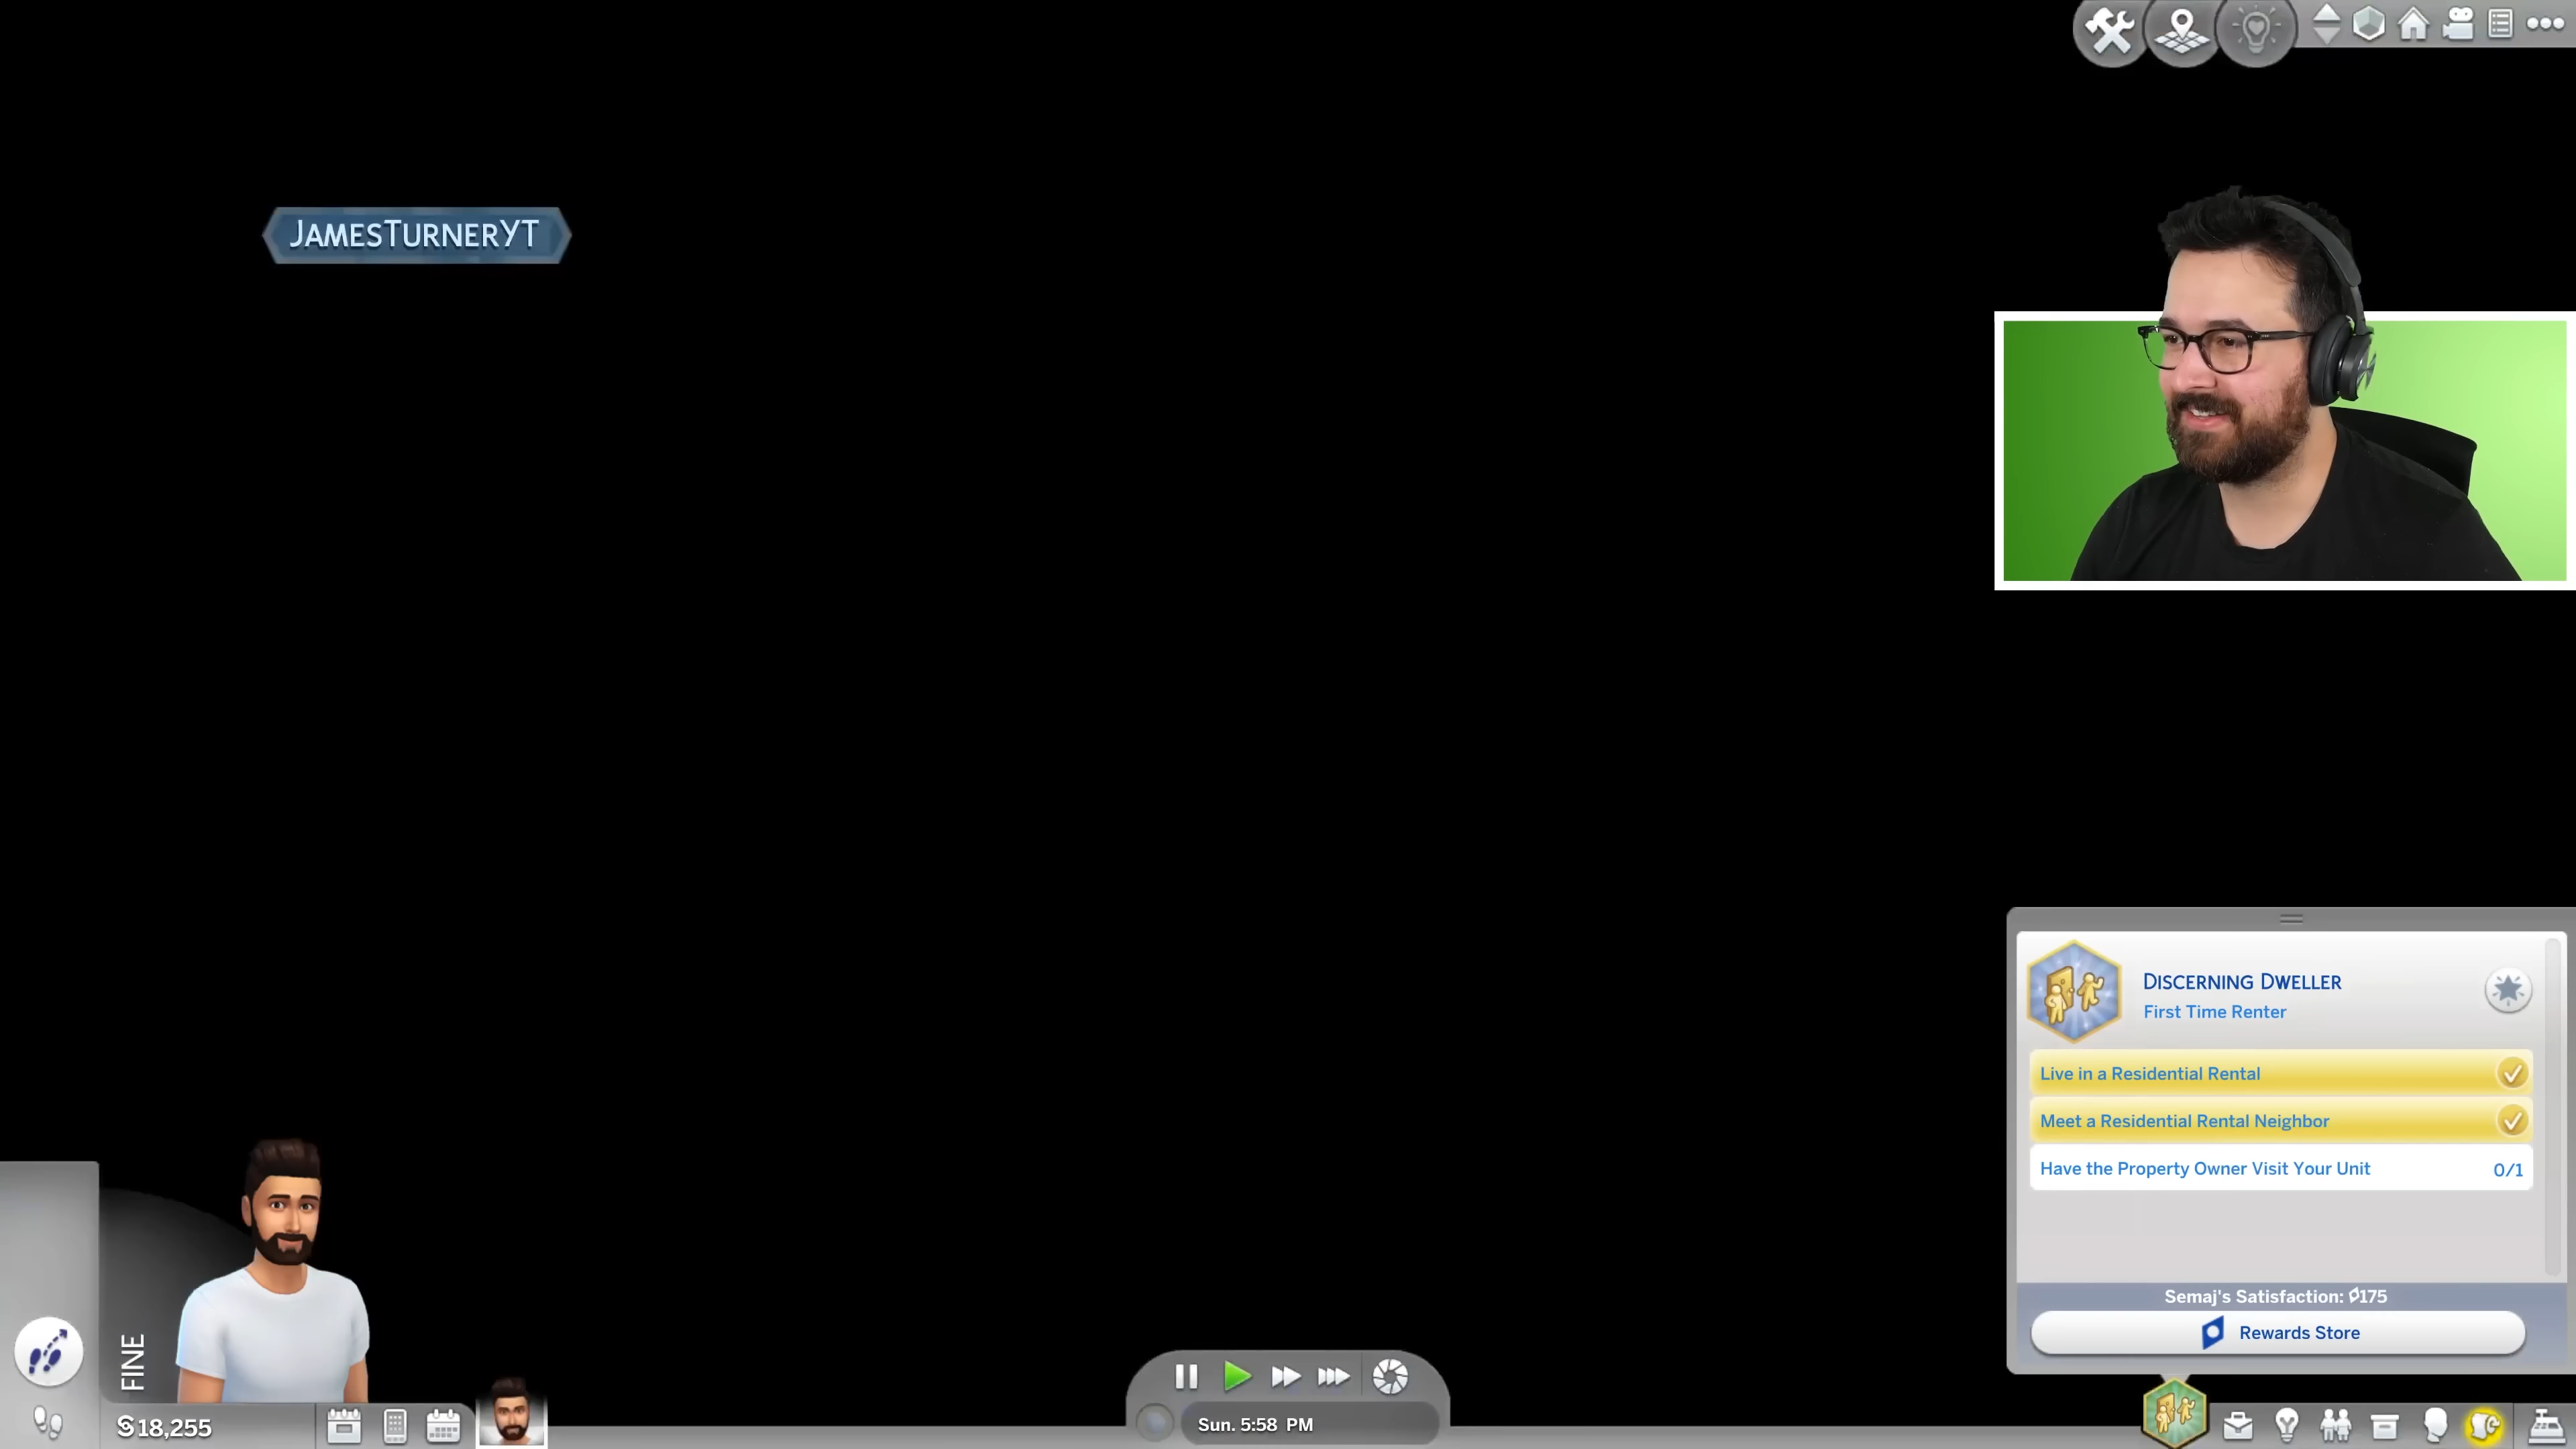 JamesTurnerYT
Discerning Dweller
First Time Renter
Live in a Residential Rental
Meet a Residential Rental Neighbor
Have the Property Owner Visit Your Unit 0/1
Semaj's Satisfaction: 175
Rewards Store
FINE
§18,255
Sun. 5:58 PM